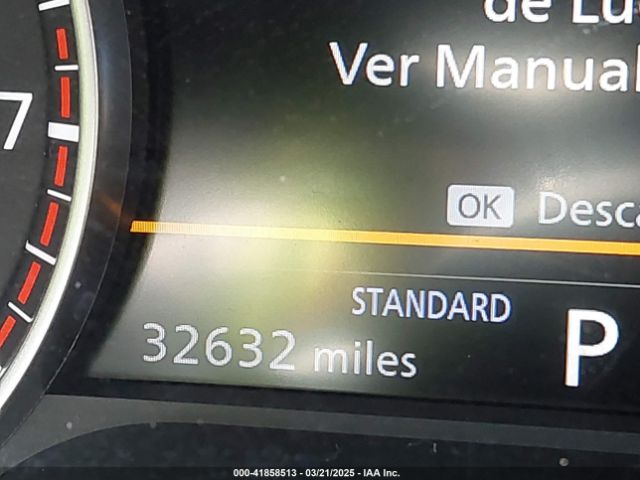 de Lu
Ver Manual
7
OK Desca
STANDARD
P
32632 miles
000-41858513 - 03/21/2025 - IAA Inc.